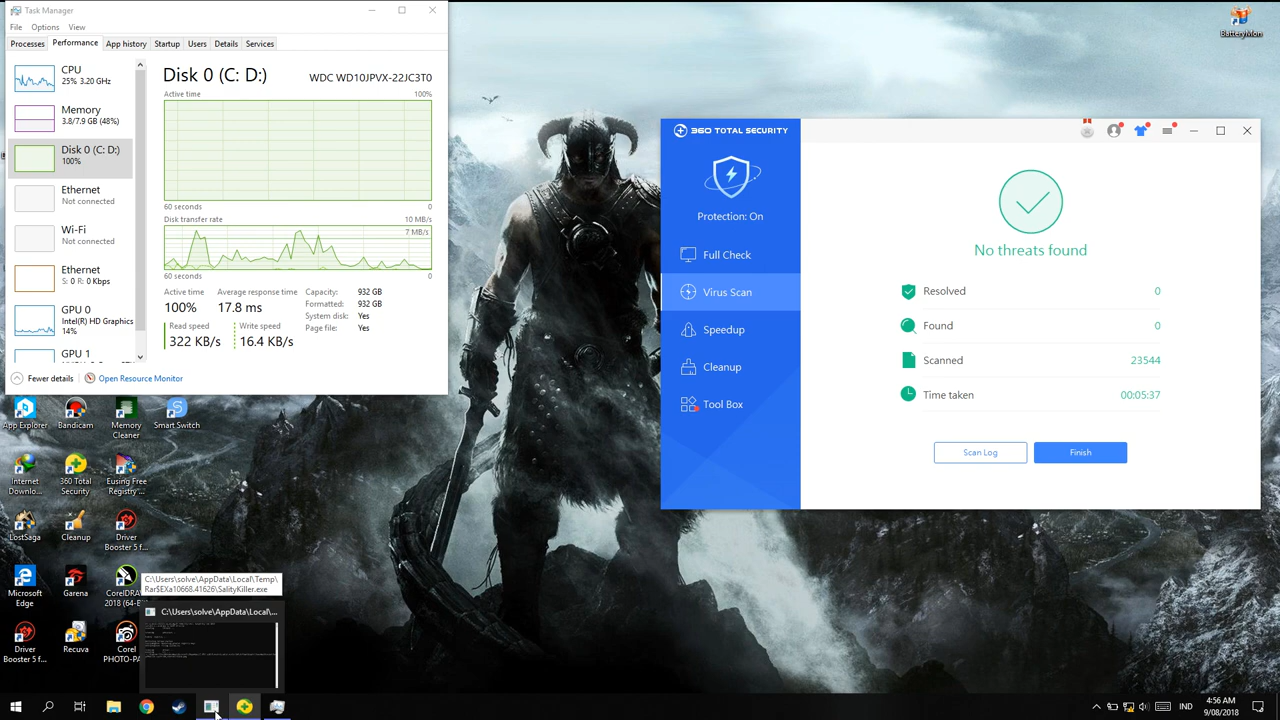 Task Manager
File Options View
Processes Performance App history Startup Users Details Services
CPU
25% 3.20 GHz
Memory
3.8/7.9 GB (48%)
Disk 0 (C: D:)
100%
Ethernet
Not connected
Wi-Fi
Not connected
Ethernet
S: 0 R: 0 Kbps
GPU 0
Intel(R) HD Graphics
14%
GPU 1
Disk 0 (C: D:)
WDC WD10JPVX-22JC3T0
Active time 100%
60 seconds 0
Disk transfer rate 10 MB/s
7 MB/s
60 seconds 0
Active time
100%
Average response time
17.8 ms
Read speed
322 KB/s
Write speed
16.4 KB/s
Capacity: 932 GB
Formatted: 932 GB
System disk: Yes
Page file: Yes
Fewer details Open Resource Monitor
BatteryMon
360 TOTAL SECURITY
Protection: On
Full Check
Virus Scan
Speedup
Cleanup
Tool Box
No threats found
Resolved 0
Found 0
Scanned 23544
Time taken 00:05:37
Scan Log Finish
App Explorer
Bandicam
Memory
Cleaner
Smart Switch
Internet
Downlo...
360 Total
Security
Eusing Free
Registry...
LostSaga
Cleanup
Driver
Booster 5 f...
Microsoft
Edge
Garena
CorelDRA
2018 (64-B
Driver
Booster 5 f...
Recuva
Corel
PHOTO-PA
C:\Users\solve\AppData\Local\Temp\
Rar$EXa10668.41626\SalityKiller.exe
C:\Users\solve\AppData\Local\...
IND
4:56 AM
9/08/2018